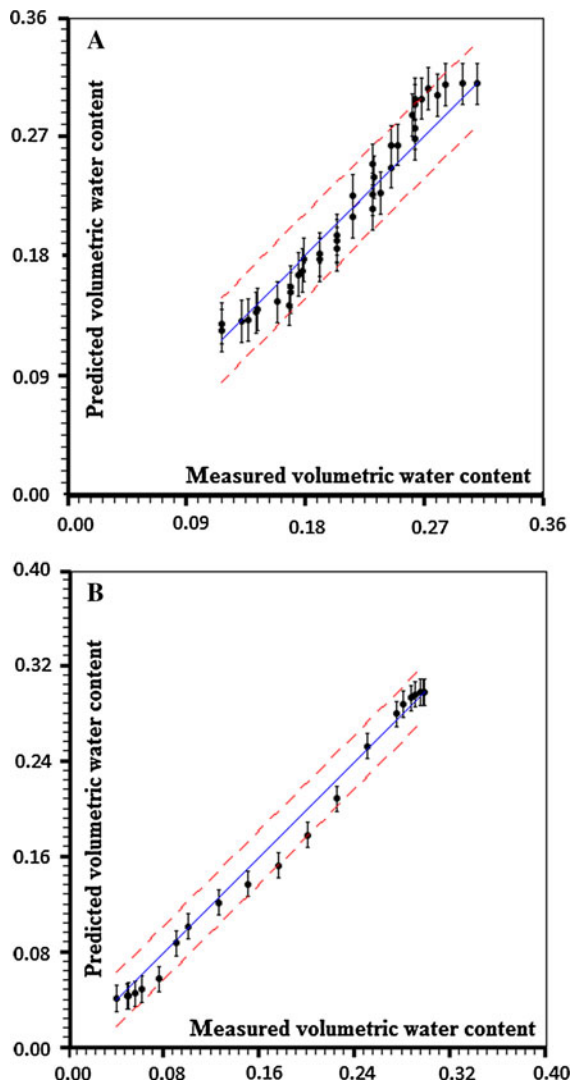 A
0.36
0.27
0.18
0.09
0.00
Predicted volumetric water content
Measured volumetric water content
0.00 0.09 0.18 0.27 0.36
B
0.40
0.32
0.24
0.16
0.08
0.00
Predicted volumetric water content
Measured volumetric water content
0.00 0.08 0.16 0.24 0.32 0.40